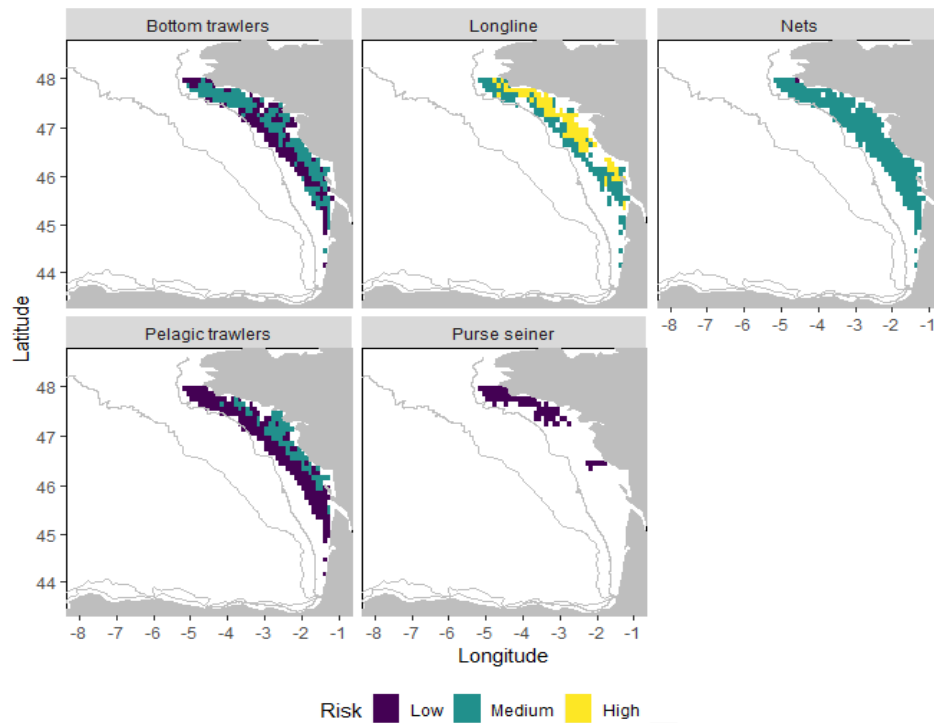 Bottom trawlers
Longline
Nets
48
47
46
45
44
-8 -7 -6 -5 -4 -3 -2 -1
Latitude
Pelagic trawlers
Purse seiner
48
47
46
45
44
-8 -7 -6 -5 -4 -3 -2 -1
-8 -7 -6 -5 -4 -3 -2 -1
Longitude
Risk Low Medium High